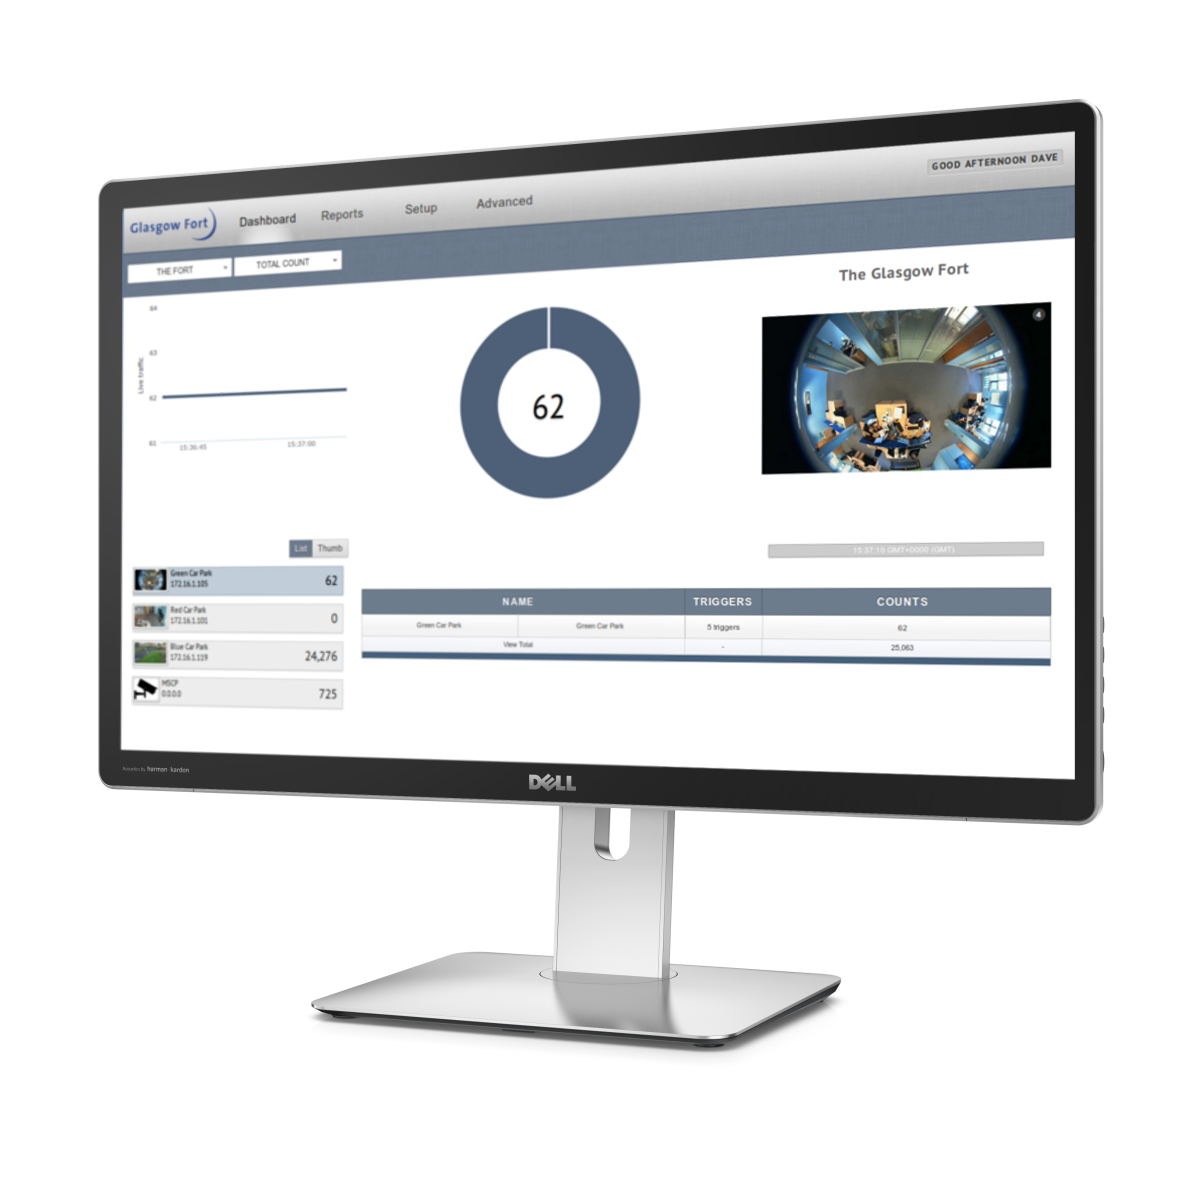 GOOD AFTERNOON DAVE
Glasgow Fort
Dashboard Reports Setup Advanced
THE FORT TOTAL COUNT
The Glasgow Fort
64
63
62
61
Live traffic
15:36:45 15:37:00
62
4
List Thumb
15:37:19 GMT+0000 (GMT)
Green Car Park
172.16.1.105
62
Red Car Park
172.16.1.101
0
Blue Car Park
172.16.1.119
24,276
MSCP
0.0.0.0
725
NAME TRIGGERS COUNTS
Green Car Park Green Car Park 5 triggers 62
View Total - 25,063
harman kardon
DELL